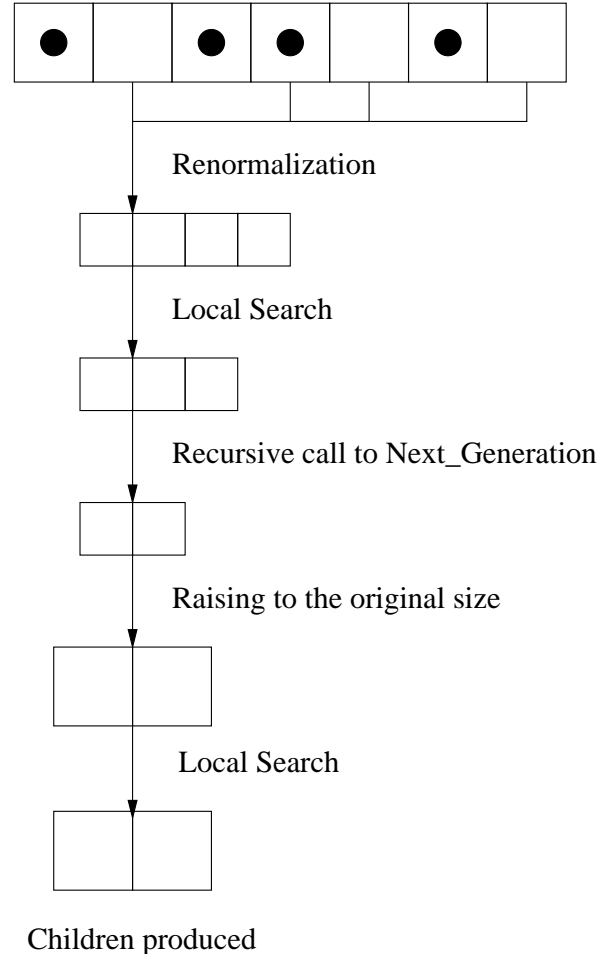 Renormalization
Local Search
Recursive call to Next_Generation
Raising to the original size
Local Search
Children produced